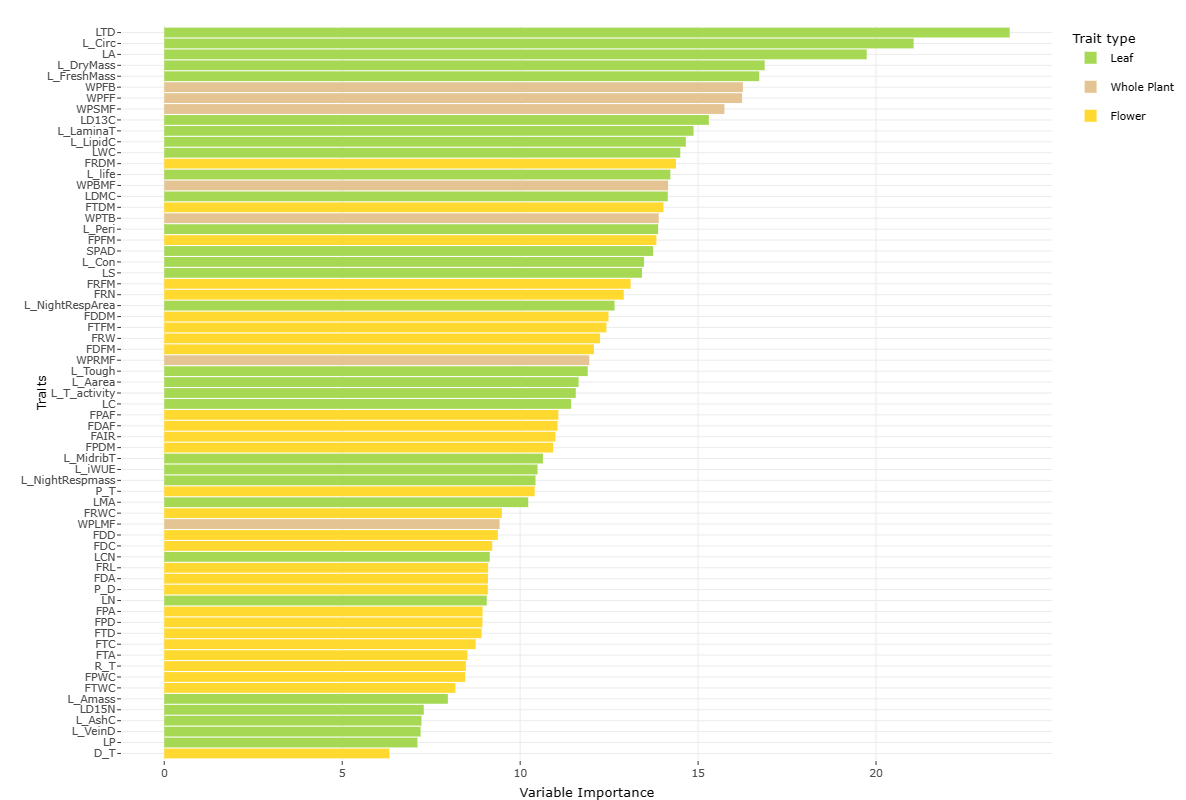 LTD
L_Circ
LA
L_DryMass
L_FreshMass
WPFB
WPFF
WPSMF
LD13C
L_LaminaT
L_LipidC
LWC
FRDM
L_life
WPBMF
LDMC
FTDM
WPTB
L_Peri
FPFM
SPAD
L_Con
LS
FRFM
FRN
L_NightRespArea
FDDM
FTFM
FRW
FDFM
WPRMF
L_Tough
L_Aarea
L_T_activity
LC
FPAF
FDAF
FAIR
FPDM
L_MidribT
L_iWUE
L_NightRespmass
P_T
LMA
FRWC
WPLMF
FDD
FDC
LCN
FRL
FDA
P_D
LN
FPA
FPD
FTD
FTC
FTA
R_T
FPWC
FTWC
L_Amass
LD15N
L_AshC
L_VeinD
LP
D_T
Traits
0 5 10 15 20
Variable Importance
Trait type
Leaf
Whole Plant
Flower